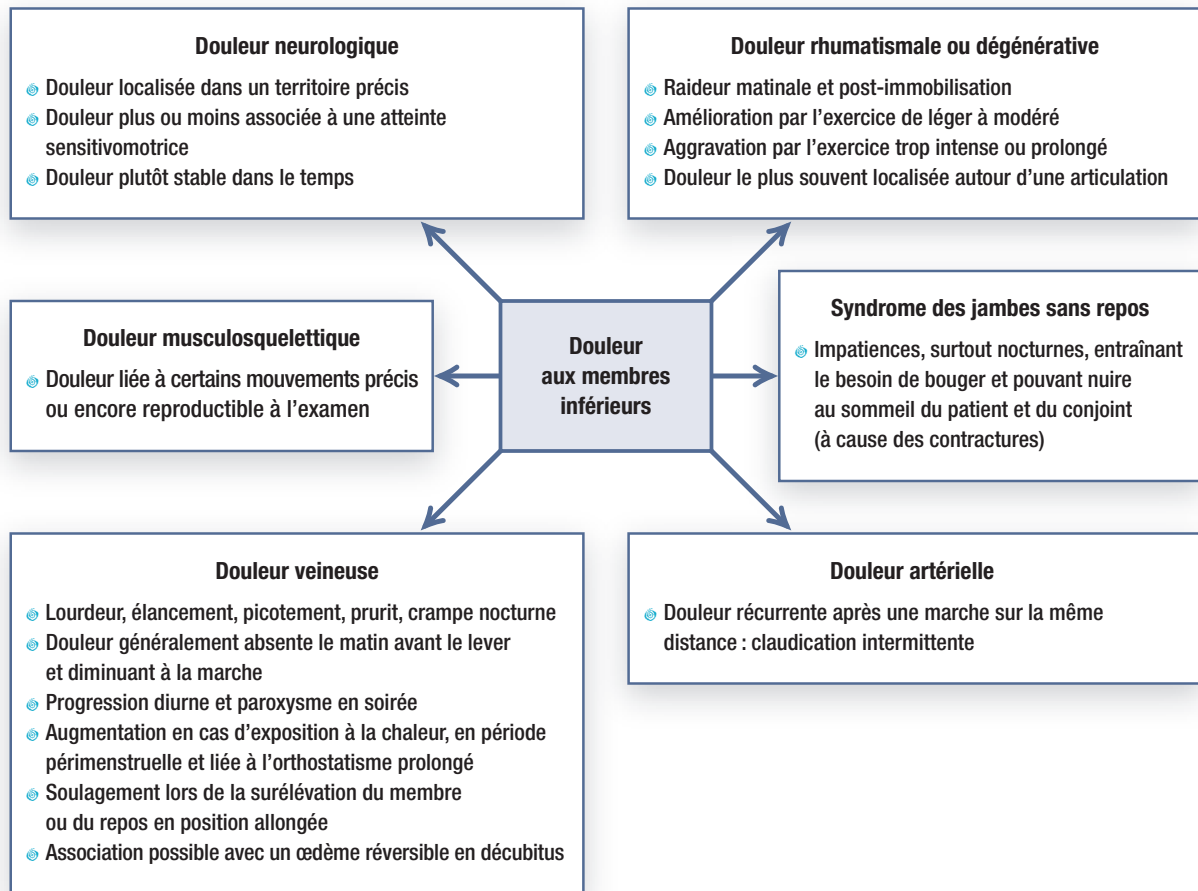 Douleur neurologique
Douleur localisée dans un territoire précis
Douleur plus ou moins associée à une atteinte
sensitivomotrice
Douleur plutôt stable dans le temps
Douleur rhumatismale ou dégénérative
Raideur matinale et post-immobilisation
Amélioration par l’exercice de léger à modéré
Aggravation par l’exercice trop intense ou prolongé
Douleur le plus souvent localisée autour d’une articulation
Douleur musculosquelettique
Douleur liée à certains mouvements précis
ou encore reproductible à l’examen
Douleur
aux membres
inférieurs
Syndrome des jambes sans repos
Impatiences, surtout nocturnes, entraînant
le besoin de bouger et pouvant nuire
au sommeil du patient et du conjoint
(à cause des contractures)
Douleur veineuse
Lourdeur, élancement, picotement, prurit, crampe nocturne
Douleur généralement absente le matin avant le lever
et diminuant à la marche
Progression diurne et paroxysme en soirée
Augmentation en cas d’exposition à la chaleur, en période
périmenstruelle et liée à l’orthostatisme prolongé
Soulagement lors de la surélévation du membre
ou du repos en position allongée
Association possible avec un œdème réversible en décubitus
Douleur artérielle
Douleur récurrente après une marche sur la même
distance : claudication intermittente